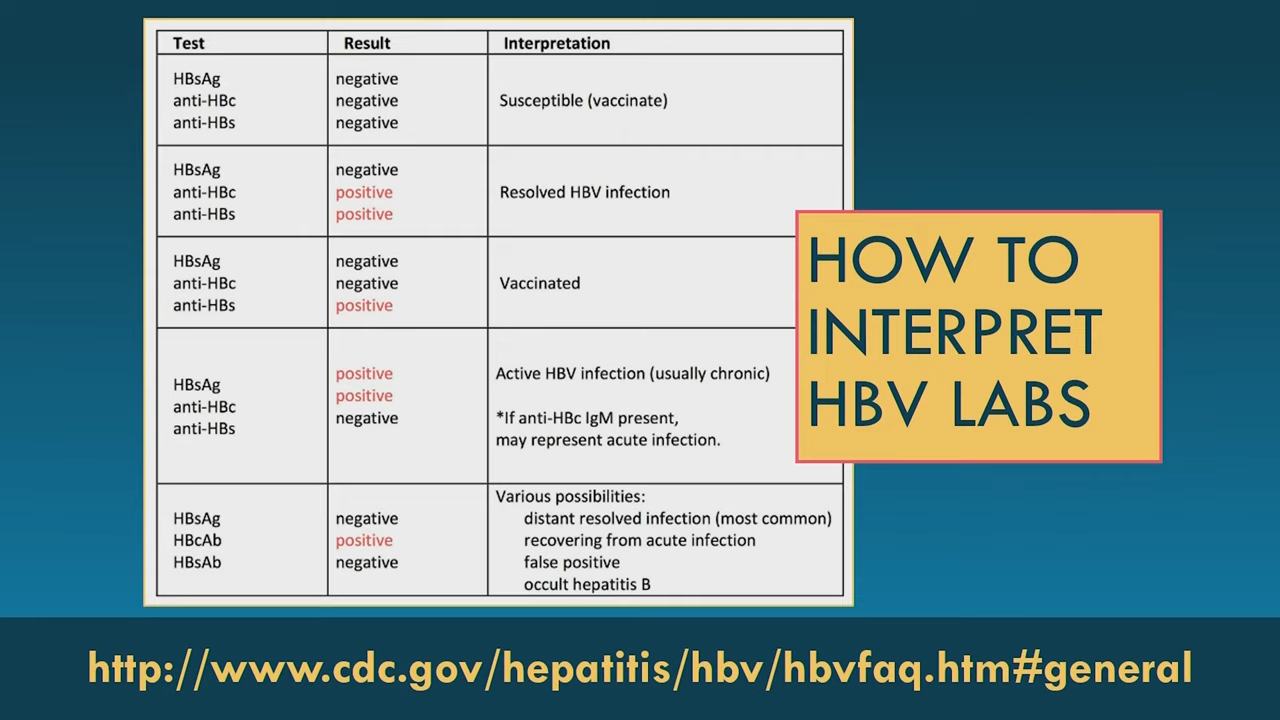 Test Result Interpretation
HBsAg negative
anti-HBc negative Susceptible (vaccinate)
anti-HBs negative
HBsAg negative
anti-HBc positive Resolved HBV infection
anti-HBs positive
HBsAg negative
anti-HBc negative Vaccinated
anti-HBs positive
HBsAg positive Active HBV infection (usually chronic)
anti-HBc positive
anti-HBs negative *If anti-HBc IgM present,
may represent acute infection.
Various possibilities:
HBsAg negative distant resolved infection (most common)
HBcAb positive recovering from acute infection
HBsAb negative false positive
occult hepatitis B
HOW TO
INTERPRET
HBV LABS
http://www.cdc.gov/hepatitis/hbv/hbvfaq.htm#general